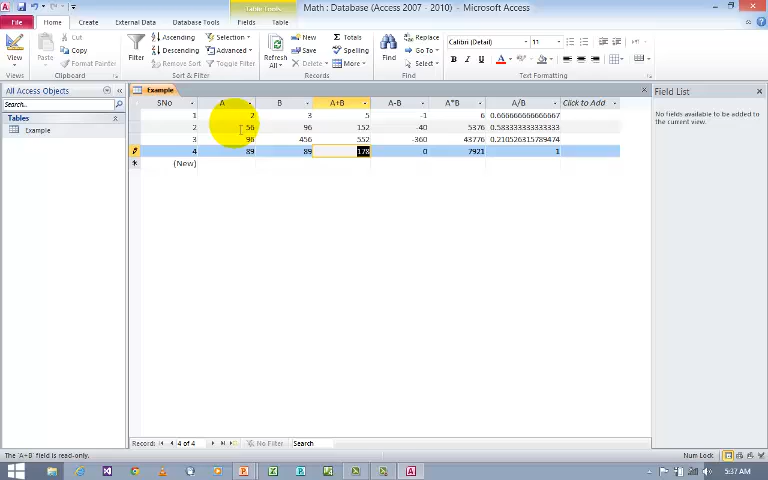 Table Tools
Math : Database (Access 2007 - 2010) - Microsoft Access
File Home Create External Data Database Tools Fields Table
View
Views
Paste
Cut
Copy
Format Painter
Clipboard
Filter
Ascending
Descending
Remove Sort
Selection
Advanced
Toggle Filter
Sort & Filter
Refresh
All
New
Save
Delete
Totals
Spelling
More
Records
Find
Replace
Go To
Select
Find
Calibri (Detail) 11
B I U
A
Text Formatting
All Access Objects
Search...
Tables
Example
Example
SNo A B A+B A-B A*B A/B Click to Add
1 2 3 5 -1 6 0.666666666666667
2 56 96 152 -40 5376 0.583333333333333
3 96 456 552 -360 43776 0.210526315789474
4 89 89 178 0 7921 1
(New)
Field List
No fields available to be added to the current view.
Record: 4 of 4 No Filter Search
The 'A+B' field is read-only.
Num Lock
5:37 AM